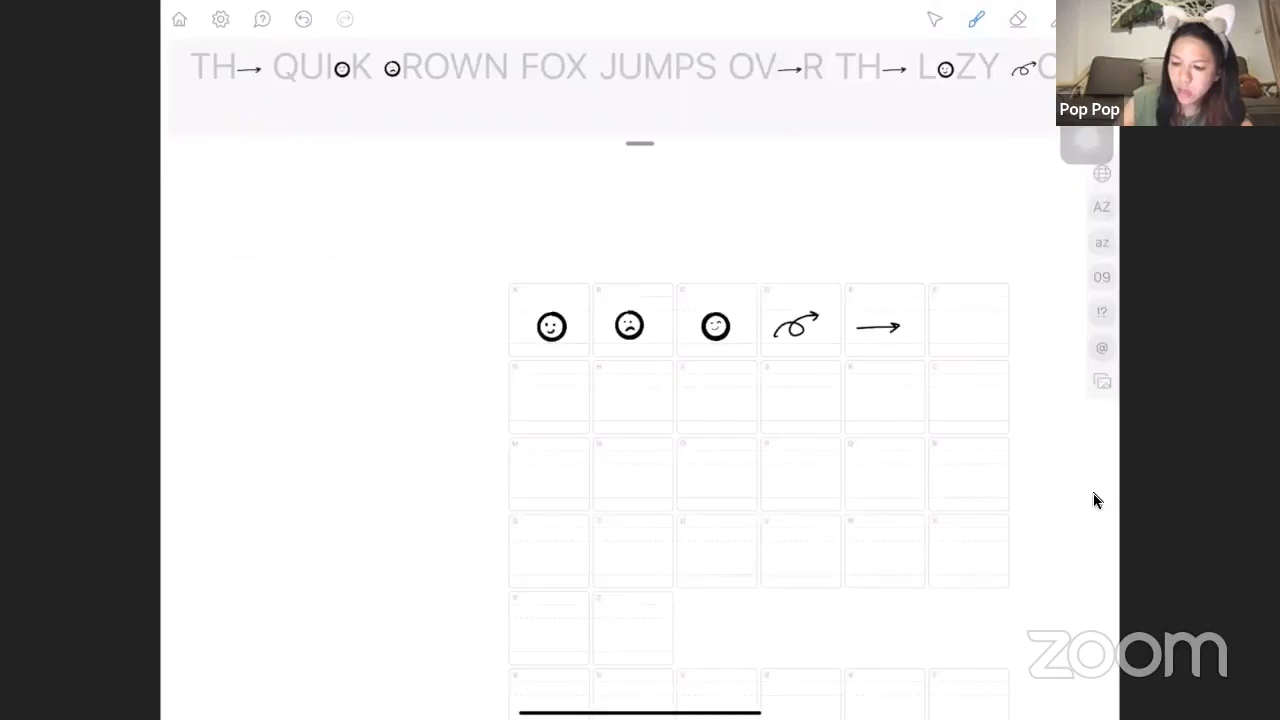 TH→ QUI☺K ☹ROWN FOX JUMPS OV→R TH→ L☺ZY
Pop Pop
AZ
az
09
!?
@
A B C D E F
G H I J K L
M N O P Q R
S T U V W X
Y Z
a b c d e f
zoom